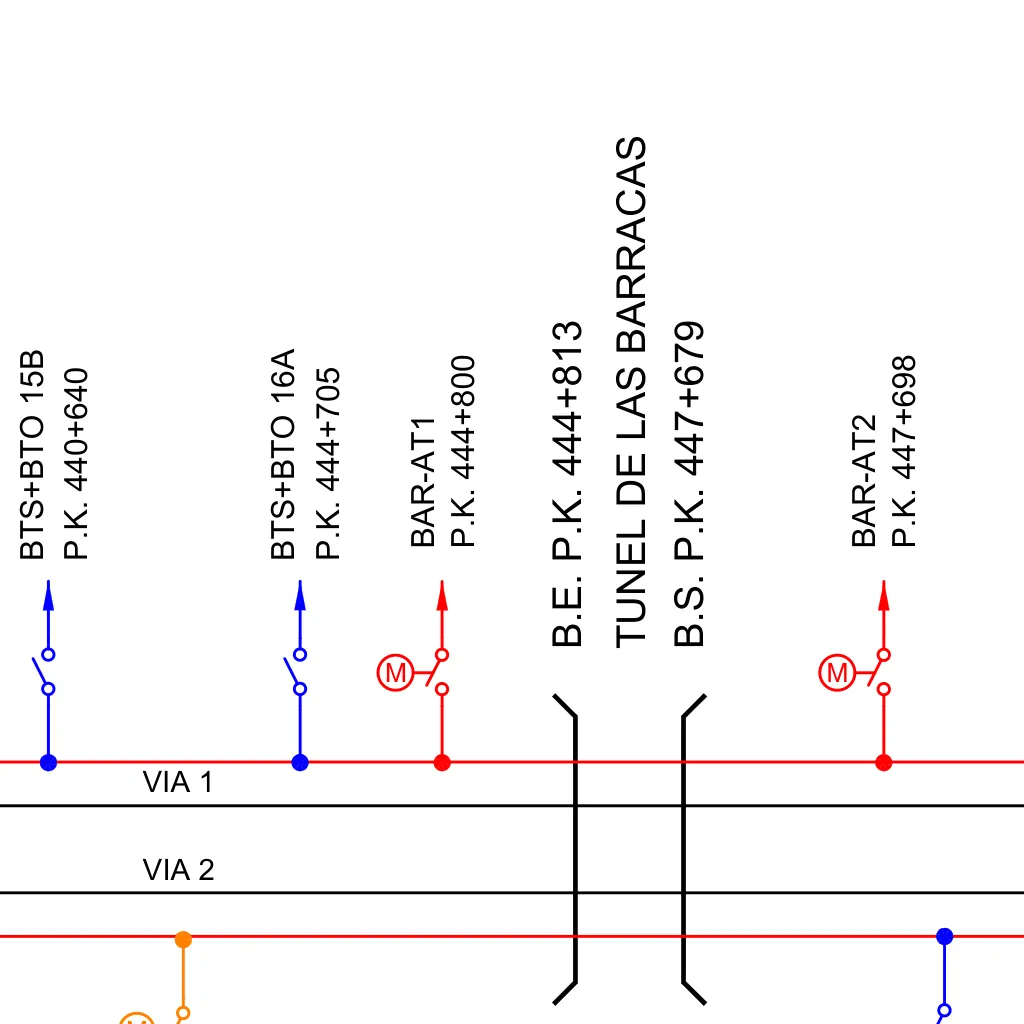 BTS+BTO 15B
P.K. 440+640
BTS+BTO 16A
P.K. 444+705
BAR-AT1
P.K. 444+800
B.E. P.K. 444+813
TUNEL DE LAS BARRACAS
B.S. P.K. 447+679
BAR-AT2
P.K. 447+698
M
M
VIA 1
VIA 2
M